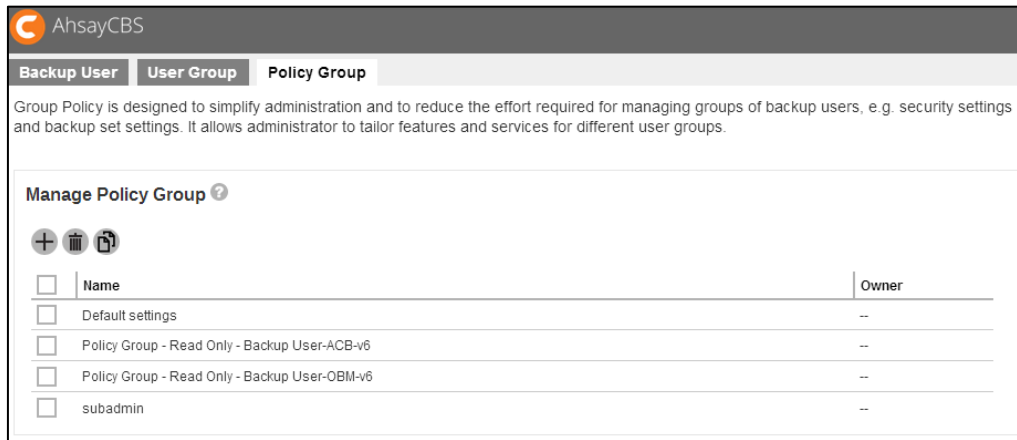 AhsayCBS
Backup User User Group Policy Group
Group Policy is designed to simplify administration and to reduce the effort required for managing groups of backup users, e.g. security settings
and backup set settings. It allows administrator to tailor features and services for different user groups.
Manage Policy Group ?
Name Owner
Default settings --
Policy Group - Read Only - Backup User-ACB-v6 --
Policy Group - Read Only - Backup User-OBM-v6 --
subadmin --